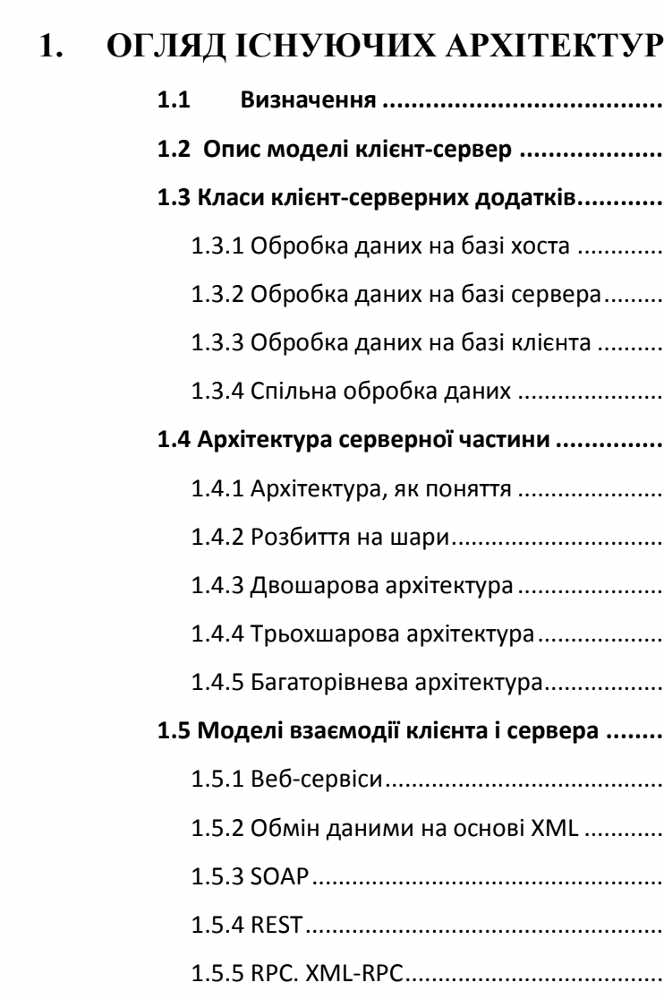 1. ОГЛЯД ІСНУЮЧИХ АРХІТЕКТУР
1.1 Визначення ......................................
1.2 Опис моделі клієнт-сервер ..................
1.3 Класи клієнт-серверних додатків............
1.3.1 Обробка даних на базі хоста ............
1.3.2 Обробка даних на базі сервера.........
1.3.3 Обробка даних на базі клієнта ..........
1.3.4 Спільна обробка даних ....................
1.4 Архітектура серверної частини ...............
1.4.1 Архітектура, як поняття ....................
1.4.2 Розбиття на шари..............................
1.4.3 Двошарова архітектура ....................
1.4.4 Трьохшарова архітектура..................
1.4.5 Багаторівнева архітектура.................
1.5 Моделі взаємодії клієнта і сервера ........
1.5.1 Веб-сервіси.......................................
1.5.2 Обмін даними на основі XML ............
1.5.3 SOAP..................................................
1.5.4 REST...................................................
1.5.5 RPC. XML-RPC....................................